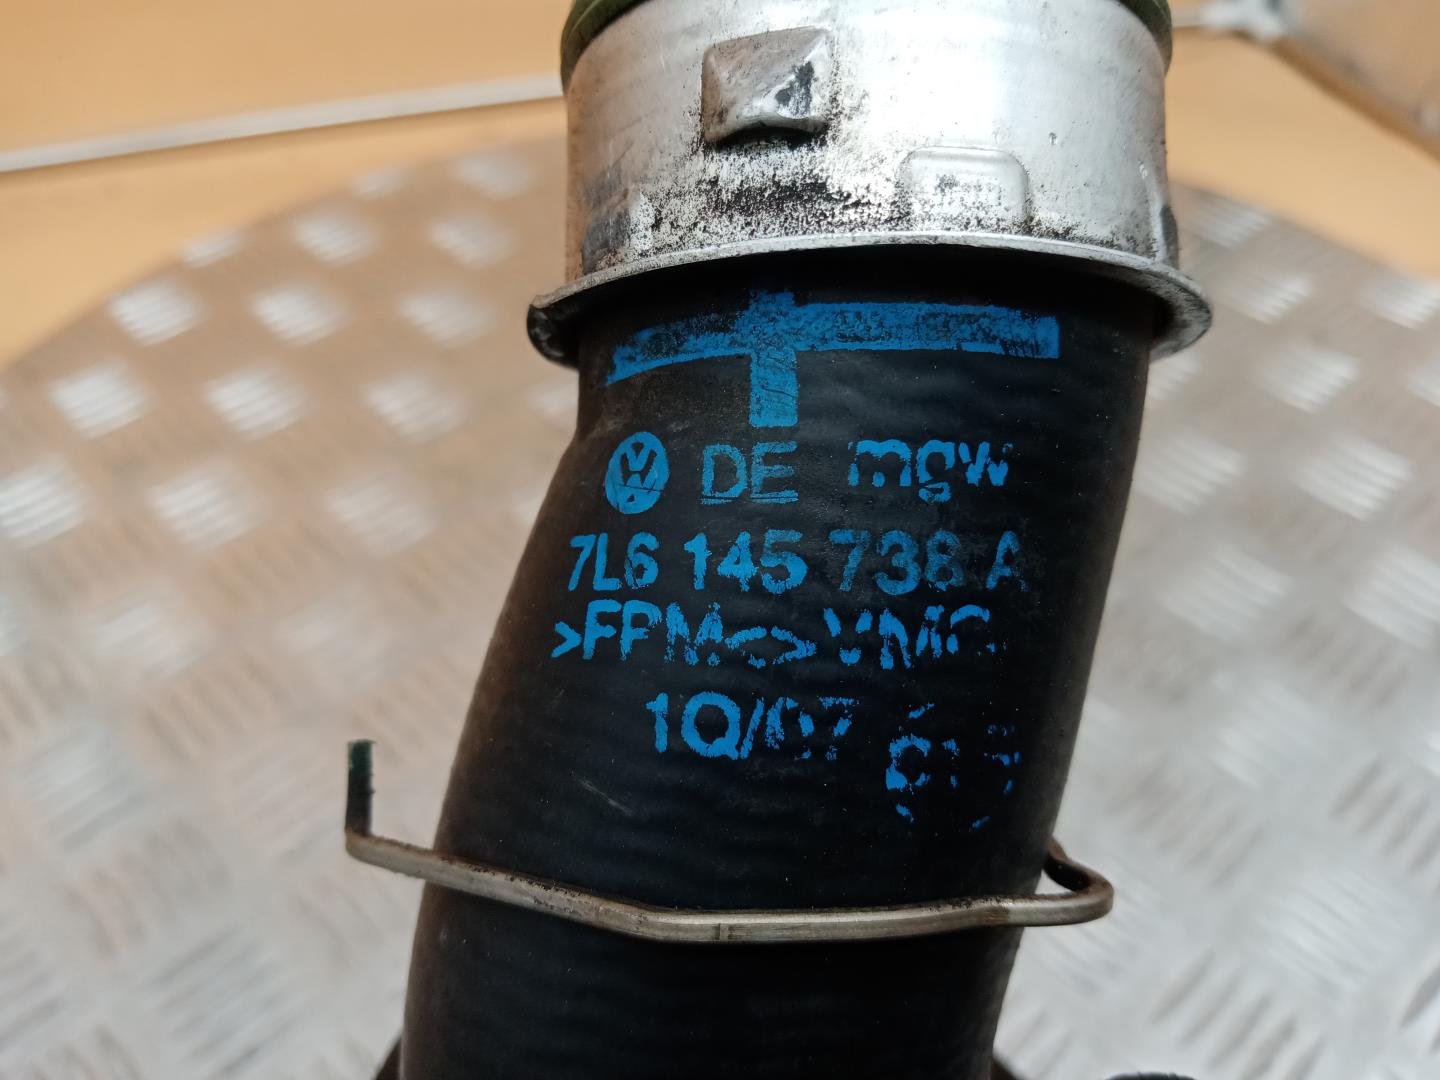 DE mgw
7L6 145 738 A
>FPM<>VMQ
10/07